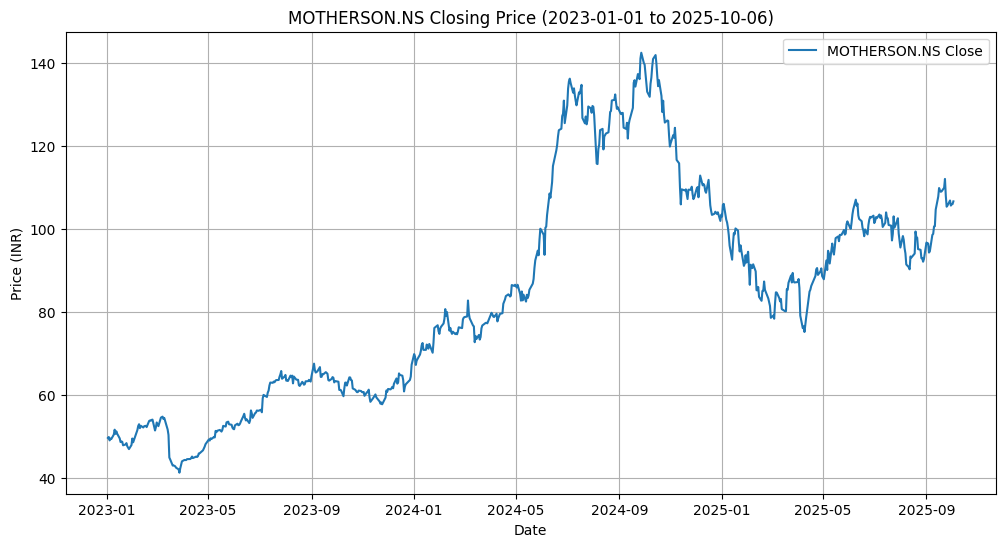 MOTHERSON.NS Closing Price (2023-01-01 to 2025-10-06)
MOTHERSON.NS Close
Price (INR)
140
120
100
80
60
40
2023-01 2023-05 2023-09 2024-01 2024-05 2024-09 2025-01 2025-05 2025-09
Date